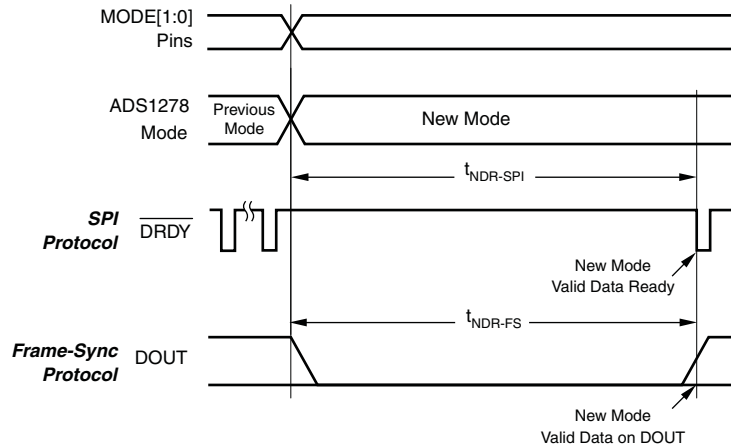 MODE[1:0]
Pins
ADS1278
Mode
Previous
Mode
New Mode
tNDR-SPI
SPI
Protocol
DRDY
New Mode
Valid Data Ready
tNDR-FS
Frame-Sync
Protocol
DOUT
New Mode
Valid Data on DOUT